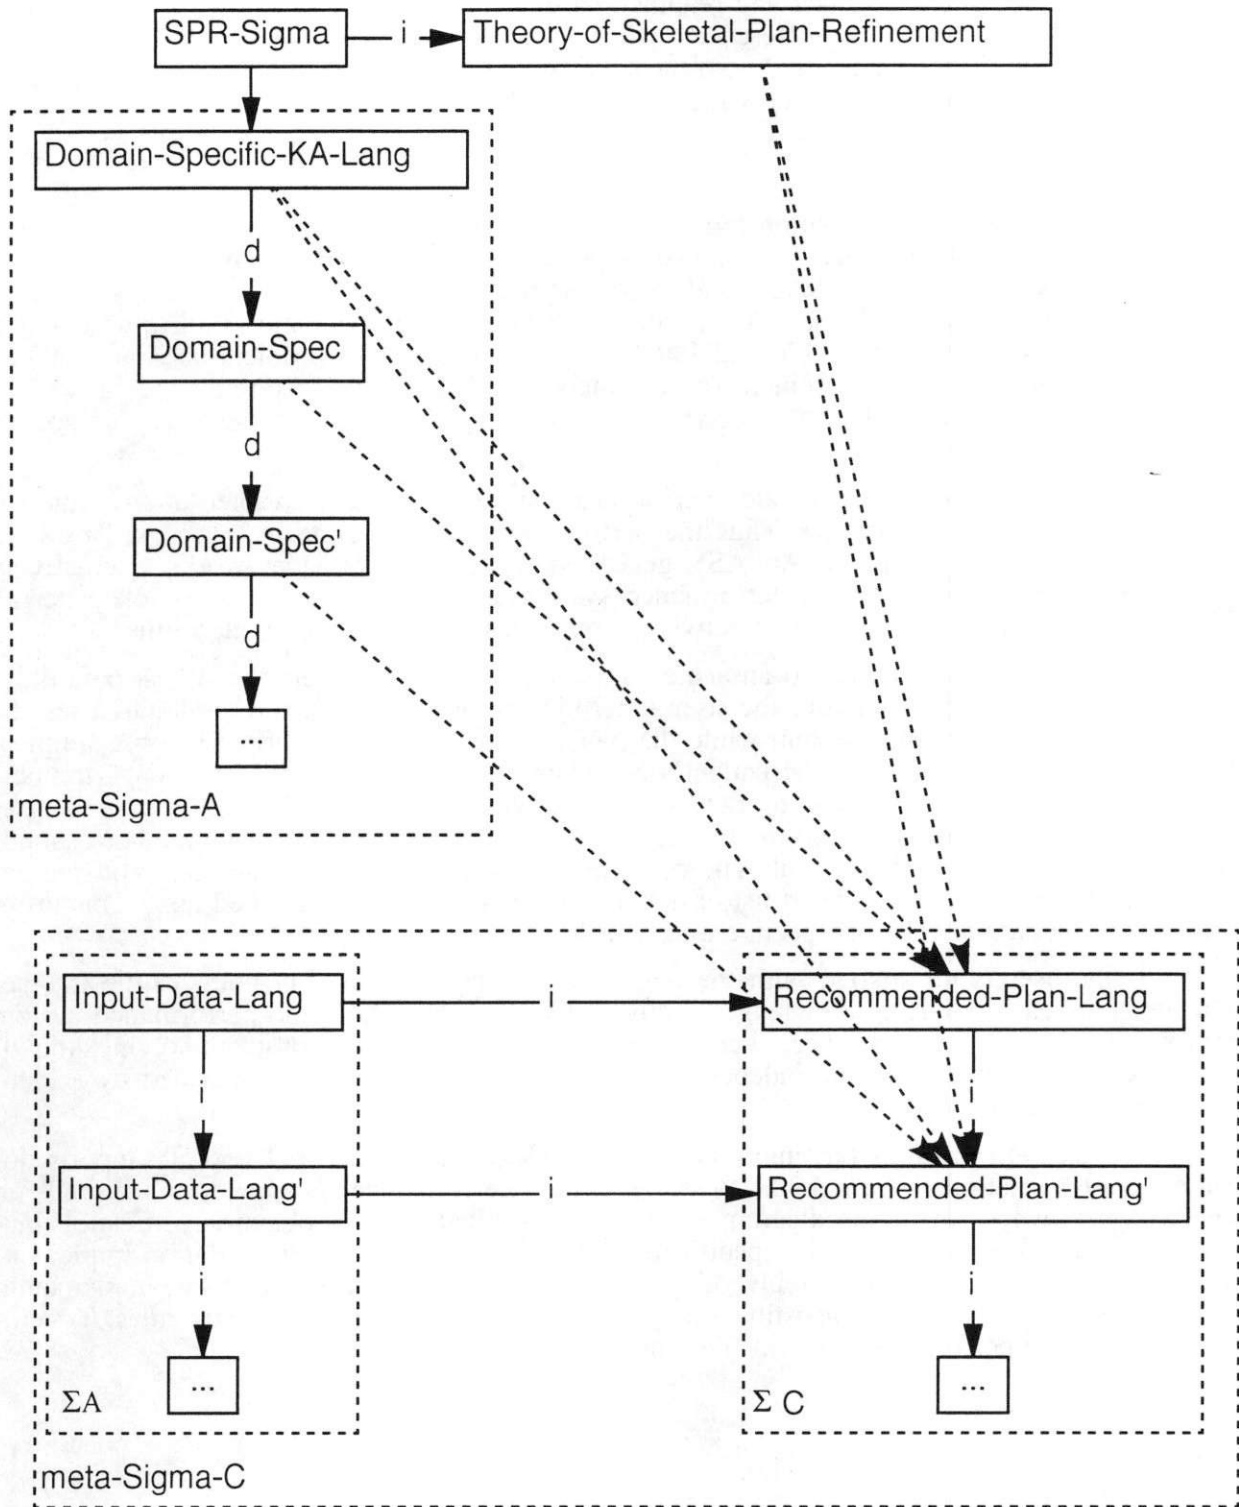 SPR-Sigma
i
Theory-of-Skeletal-Plan-Refinement
Domain-Specific-KA-Lang
d
Domain-Spec
d
Domain-Spec'
d
...
meta-Sigma-A
Input-Data-Lang
i
Recommended-Plan-Lang
i
i
Input-Data-Lang'
i
Recommended-Plan-Lang'
i
i
...
...
ΣA
Σ C
meta-Sigma-C